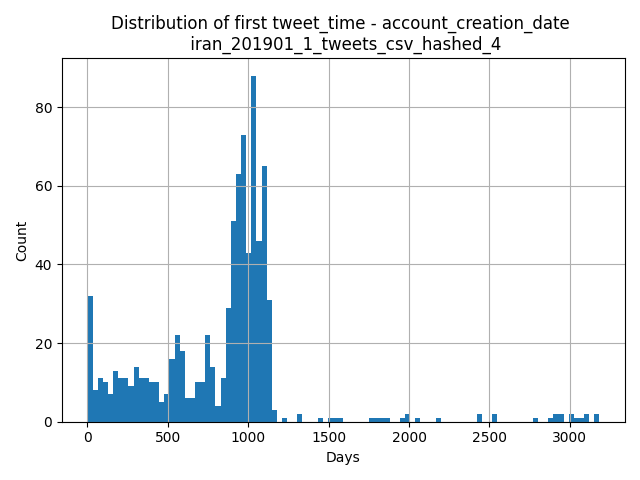 Distribution of first tweet_time - account_creation_date
iran_201901_1_tweets_csv_hashed_4
Count
80
60
40
20
0
0 500 1000 1500 2000 2500 3000
Days